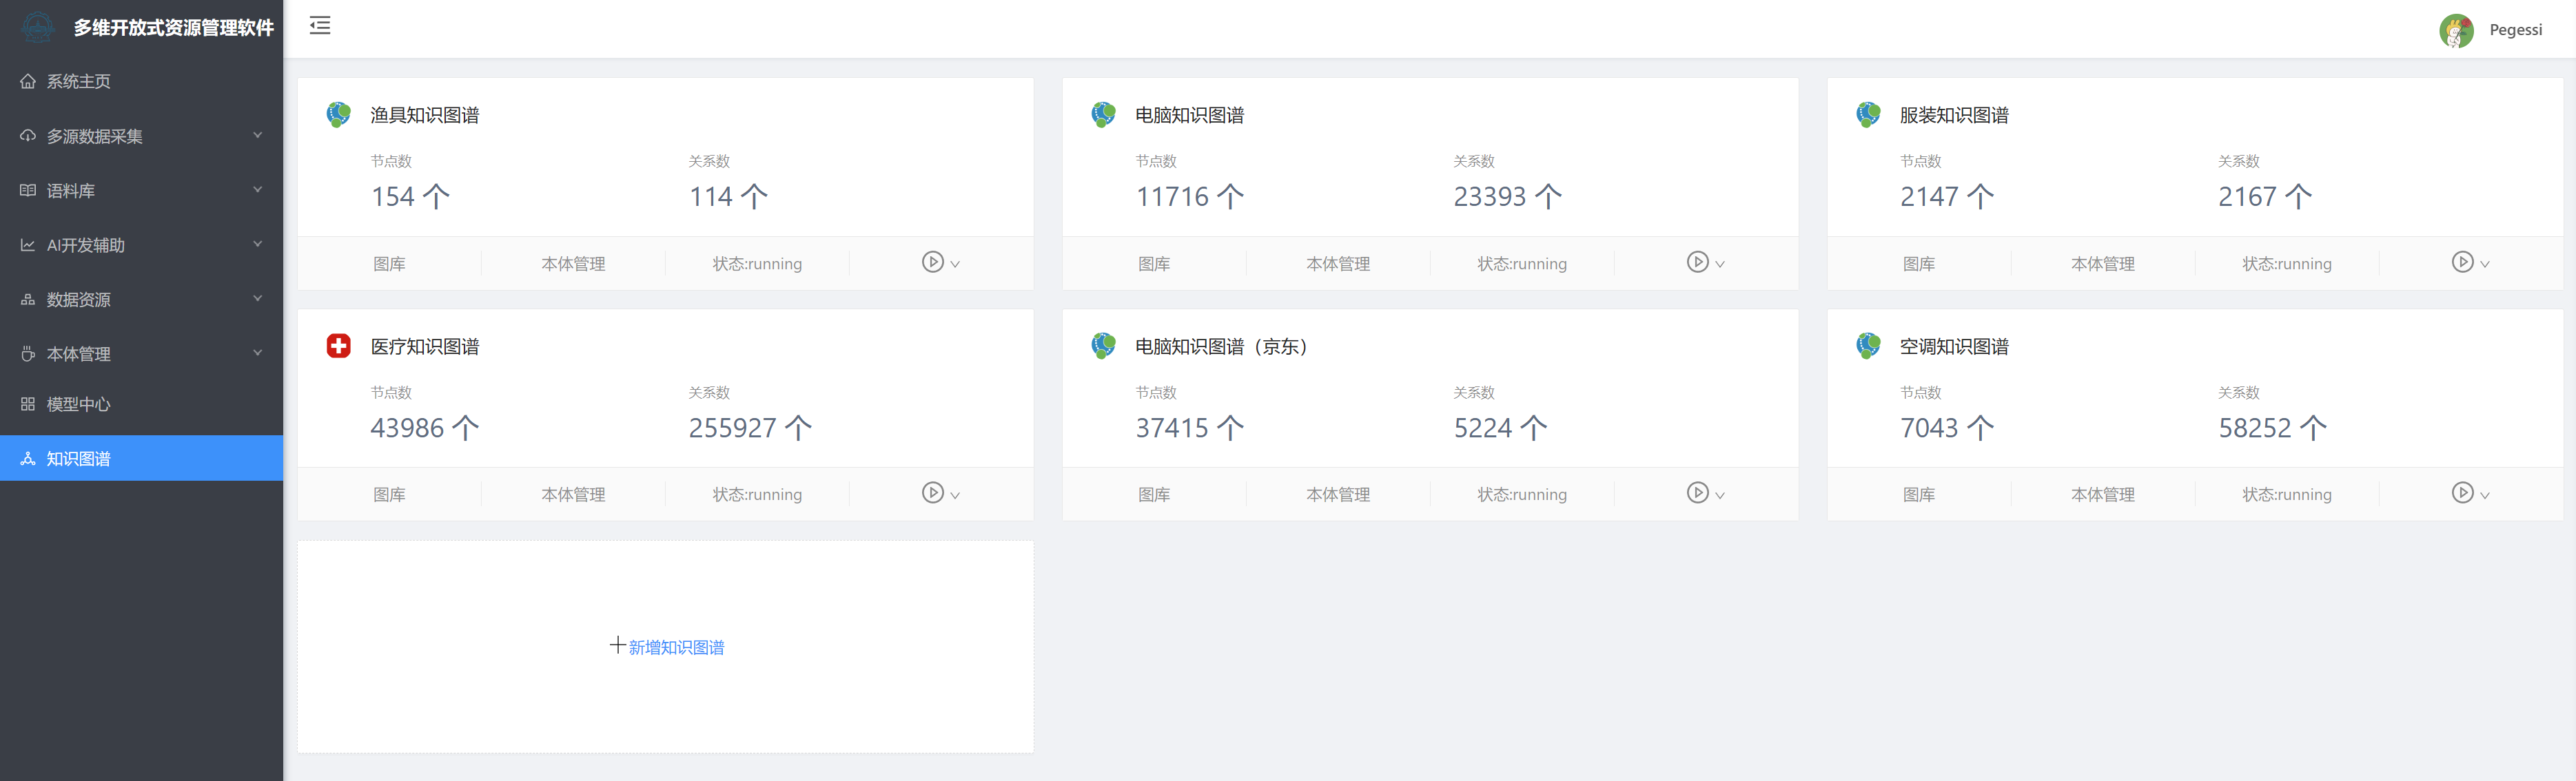 多维开放式资源管理软件
Pegessi
系统主页
多源数据采集
语料库
AI开发辅助
数据资源
本体管理
模型中心
知识图谱
渔具知识图谱
节点数 关系数
154 个 114 个
图库 本体管理 状态:running
电脑知识图谱
节点数 关系数
11716 个 23393 个
图库 本体管理 状态:running
服装知识图谱
节点数 关系数
2147 个 2167 个
图库 本体管理 状态:running
医疗知识图谱
节点数 关系数
43986 个 255927 个
图库 本体管理 状态:running
电脑知识图谱（京东）
节点数 关系数
37415 个 5224 个
图库 本体管理 状态:running
空调知识图谱
节点数 关系数
7043 个 58252 个
图库 本体管理 状态:running
新增知识图谱